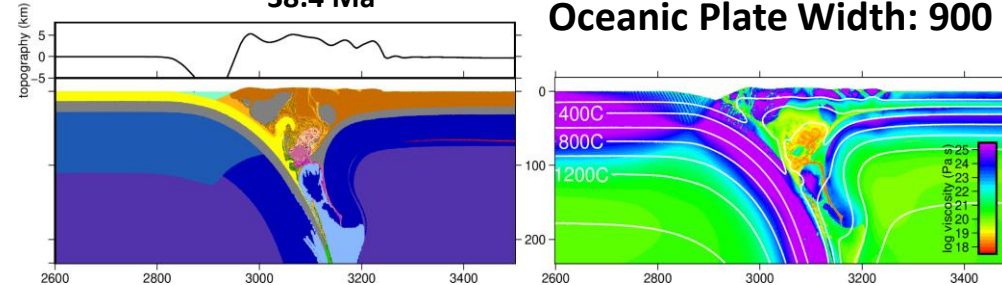 38.4 Ma
Oceanic Plate Width: 900
topography (km)
5
0
−5
0
400C
800C
100
1200C
200
log viscosity (Pa s)
25
24
23
22
21
20
19
18
2600 2800 3000 3200 3400
2600 2800 3000 3200 3400